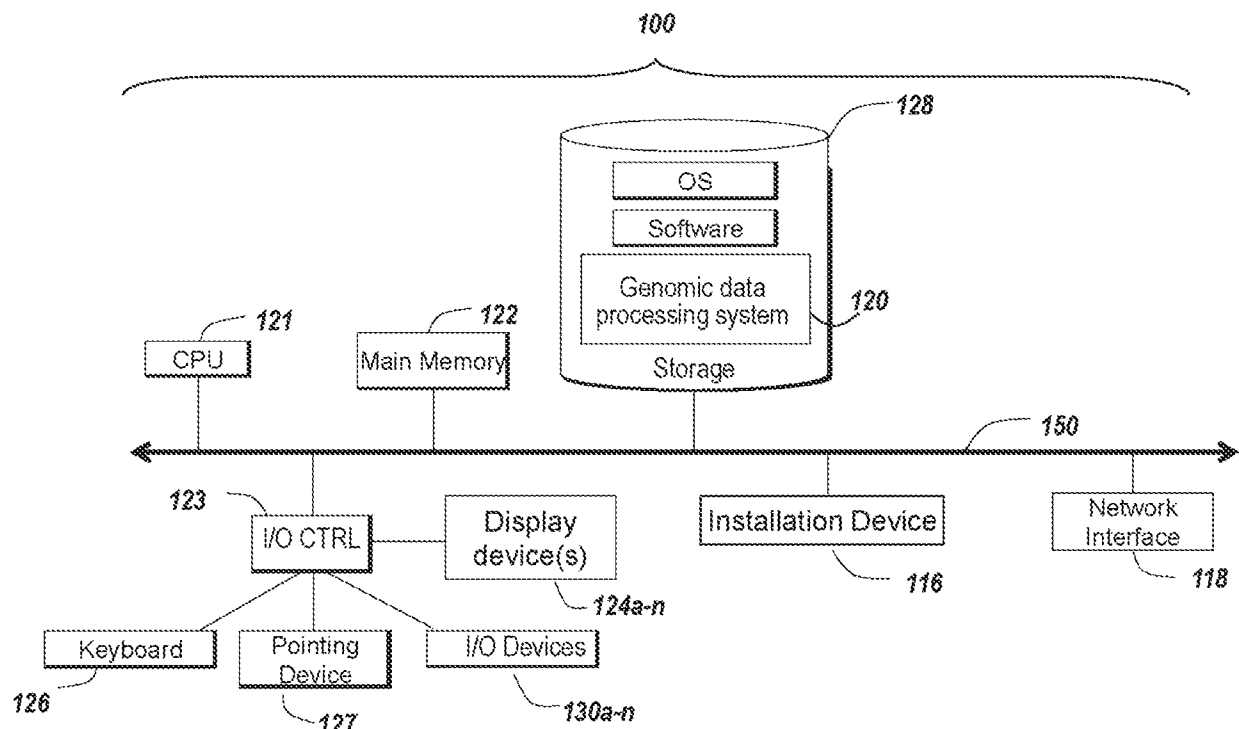 100
128
OS
Software
Genomic data
processing system
120
Storage
121
CPU
122
Main Memory
150
123
I/O CTRL
Display
device(s)
124a-n
Installation Device
116
Network
Interface
118
Keyboard
126
Pointing
Device
127
I/O Devices
130a-n